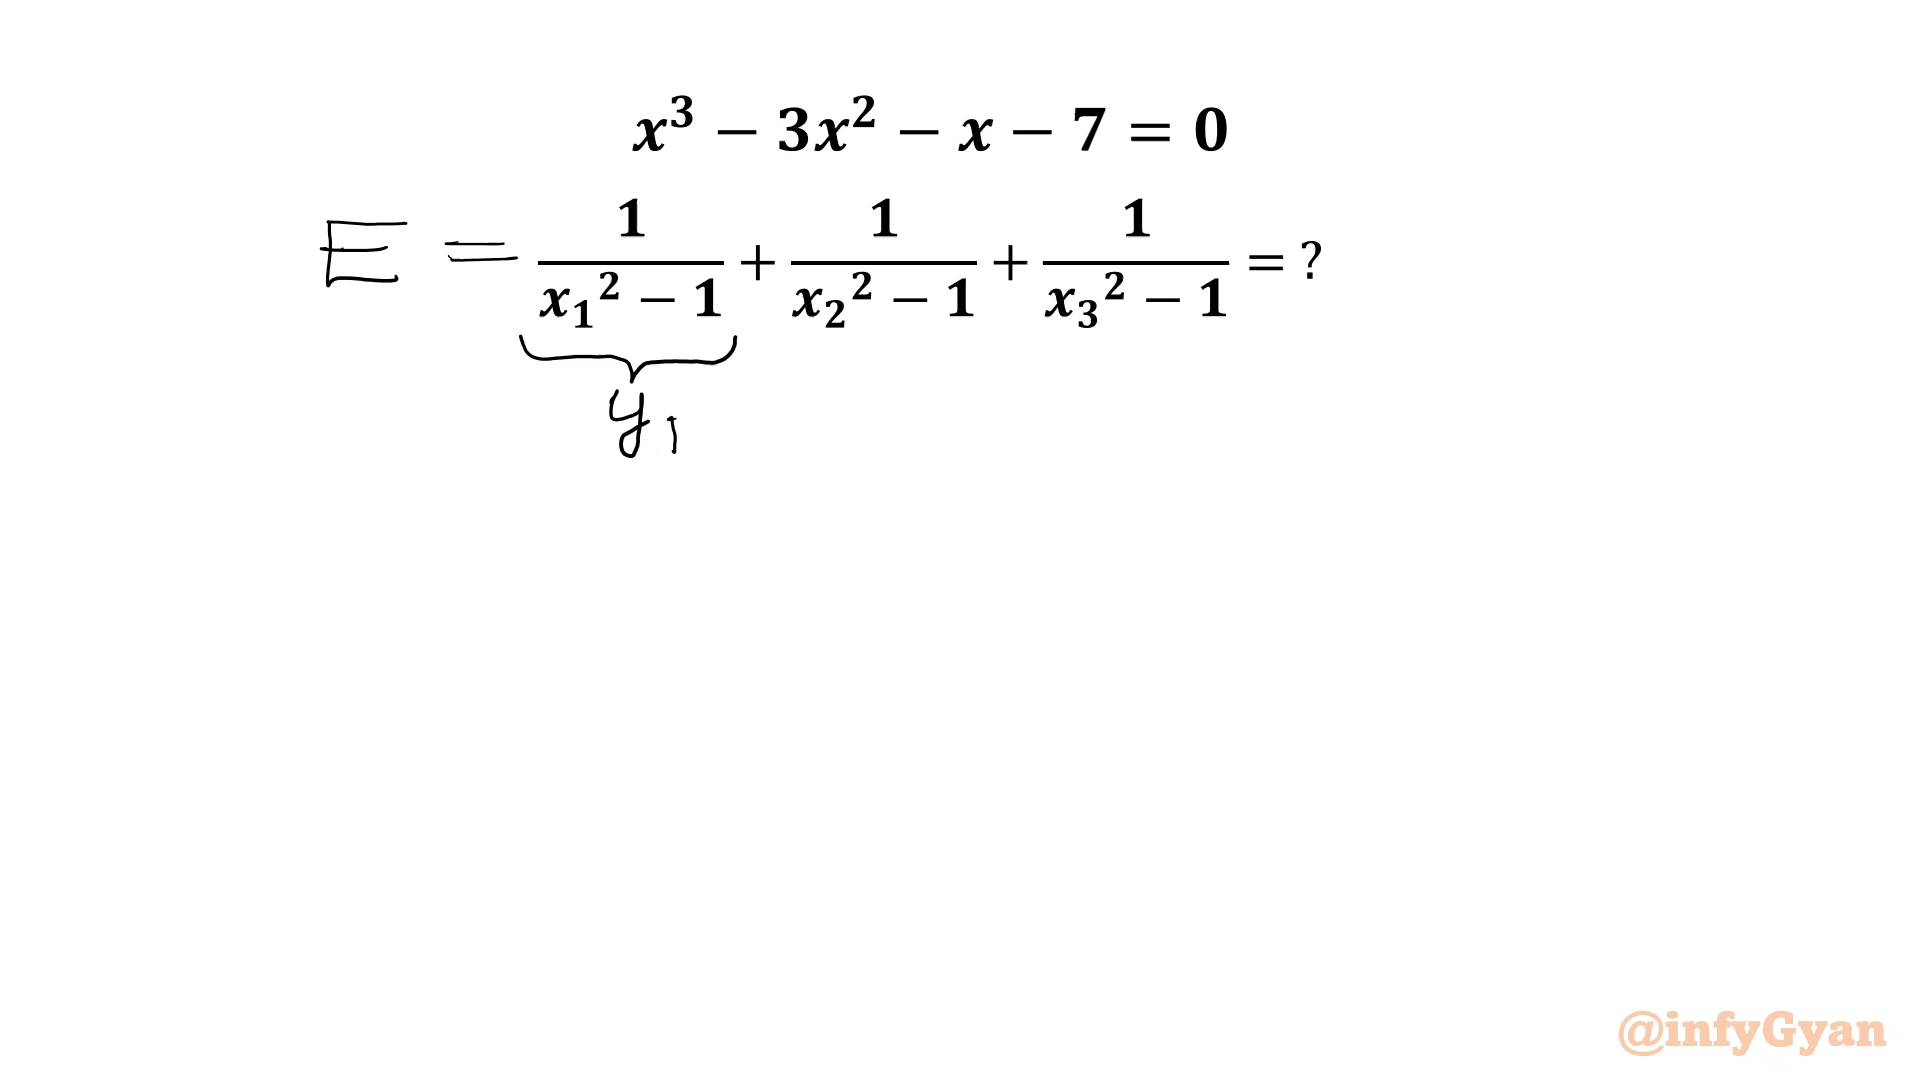 x³ − 3x² − x − 7 = 0
E = 1/(x₁² − 1) + 1/(x₂² − 1) + 1/(x₃² − 1) = ?
y₁
@infyGyan